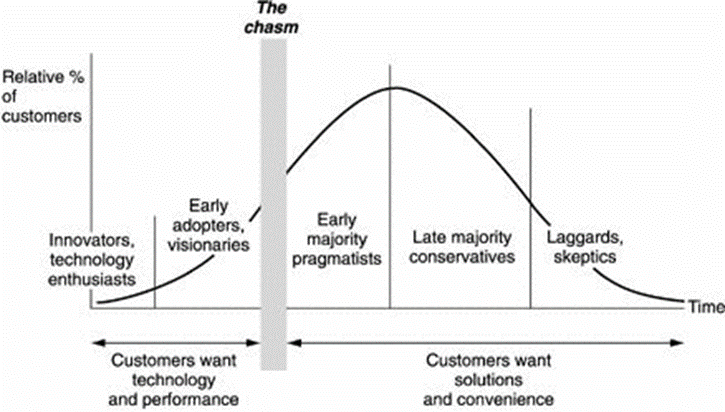 The
chasm
Relative %
of
customers
Innovators,
technology
enthusiasts
Early
adopters,
visionaries
Early
majority
pragmatists
Late majority
conservatives
Laggards,
skeptics
Time
Customers want
technology
and performance
Customers want
solutions
and convenience